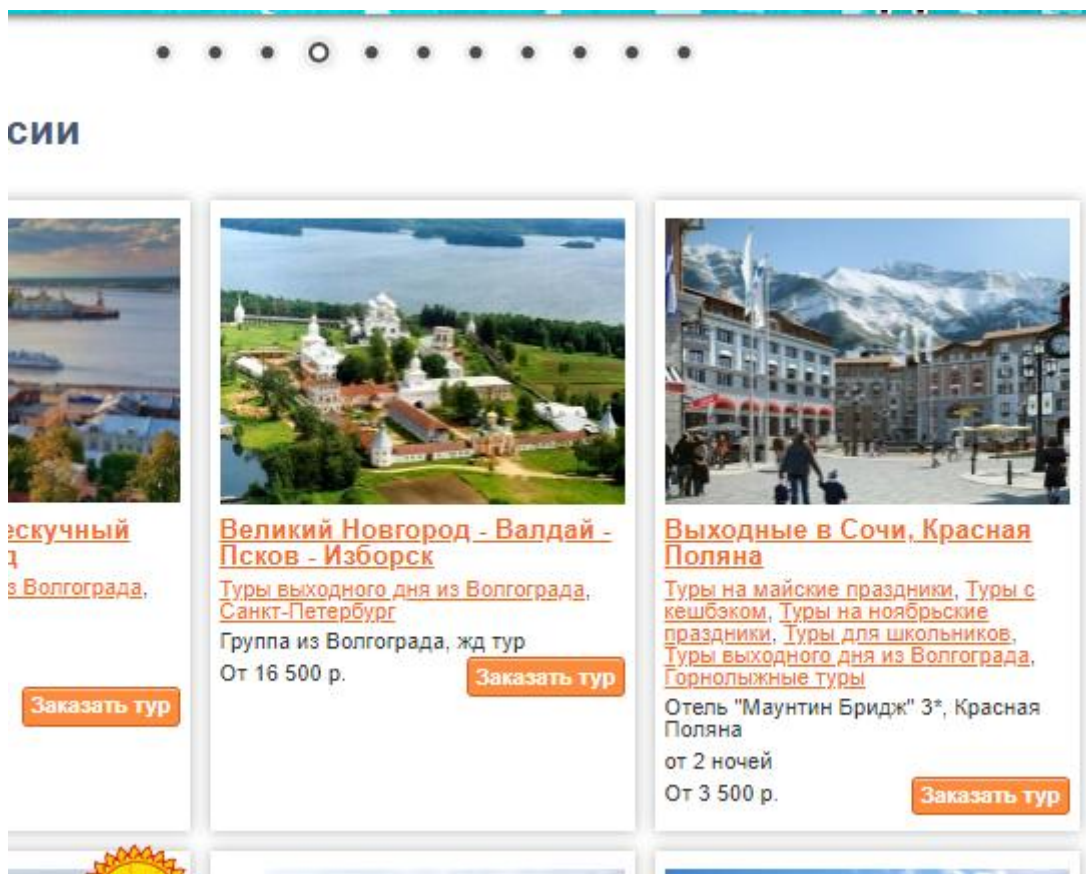 сии
ескучный
д
з Волгограда,
Заказать тур
Великий Новгород - Валдай -
Псков - Изборск
Туры выходного дня из Волгограда,
Санкт-Петербург
Группа из Волгограда, жд тур
От 16 500 р.
Заказать тур
Выходные в Сочи, Красная
Поляна
Туры на майские праздники, Туры с
кешбэком, Туры на ноябрьские
праздники, Туры для школьников,
Туры выходного дня из Волгограда,
Горнолыжные туры
Отель "Маунтин Бридж" 3*, Красная
Поляна
от 2 ночей
От 3 500 р.
Заказать тур